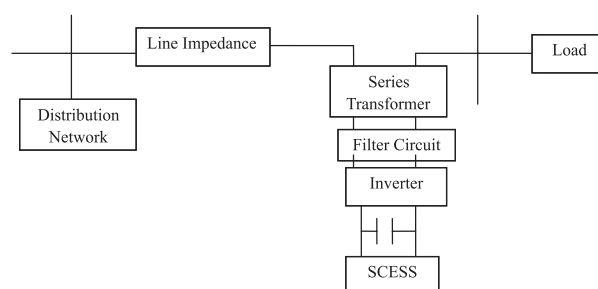 Line Impedance
Load
Series
Transformer
Distribution
Network
Filter Circuit
Inverter
SCESS